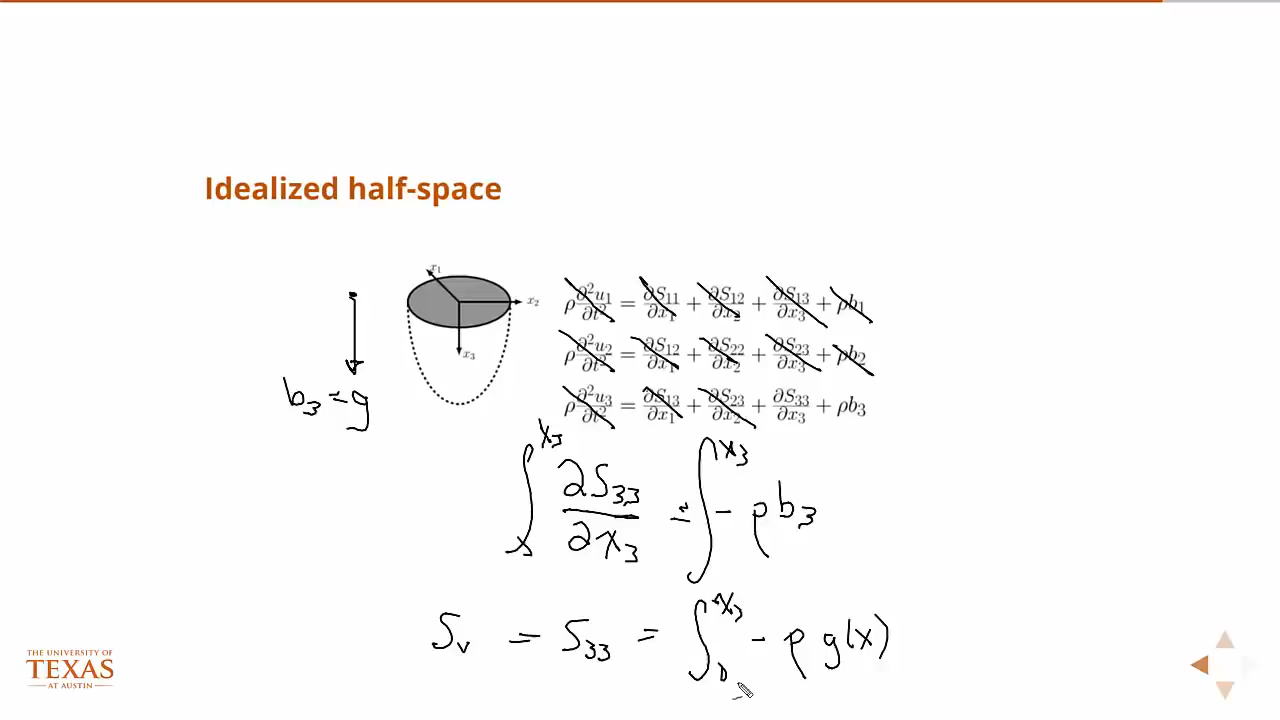 Idealized half-space
x₁
x₂
x₃
ρ ∂²u₁/∂t² = ∂S₁₁/∂x₁ + ∂S₁₂/∂x₂ + ∂S₁₃/∂x₃ + ρb₁
ρ ∂²u₂/∂t² = ∂S₁₂/∂x₁ + ∂S₂₂/∂x₂ + ∂S₂₃/∂x₃ + ρb₂
ρ ∂²u₃/∂t² = ∂S₁₃/∂x₁ + ∂S₂₃/∂x₂ + ∂S₃₃/∂x₃ + ρb₃
b₃ = g
∫ˣ³ ∂S₃₃/∂x₃ = ∫ˣ³ - ρb₃
Sᵥ = S₃₃ = ∫₀ˣ³ - ρ g(x)
THE UNIVERSITY OF
TEXAS
AT AUSTIN